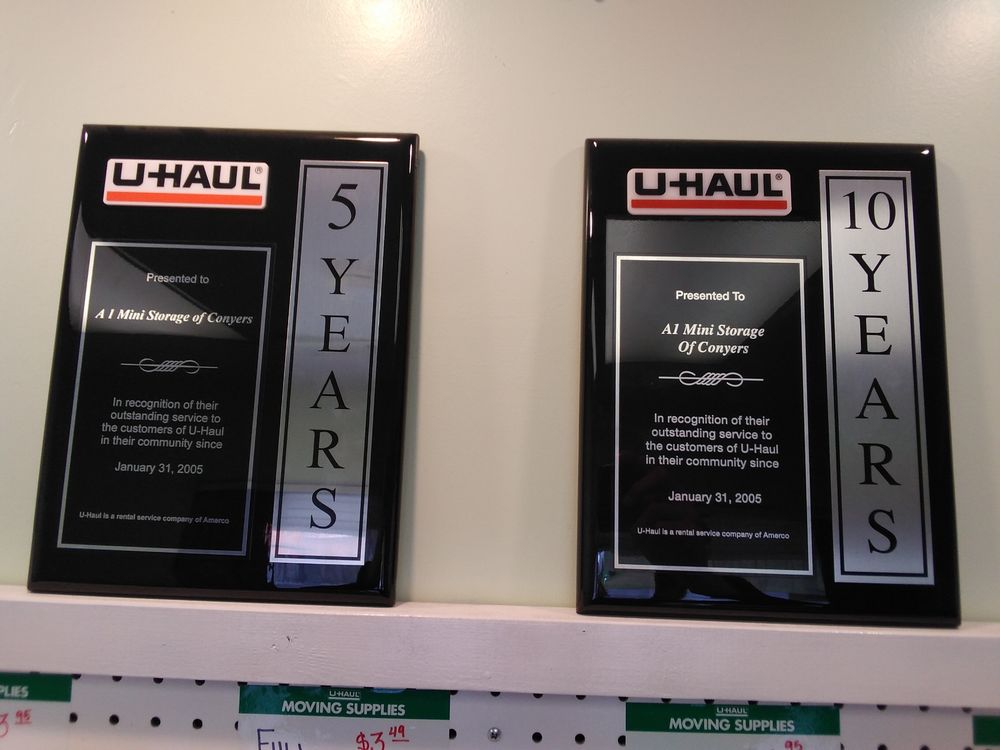 U-HAUL®
5 YEARS
Presented to
A 1 Mini Storage of Conyers
In recognition of their
outstanding service to
the customers of U-Haul
in their community since
January 31, 2005
U-Haul is a rental service company of Amerco
U-HAUL®
10 YEARS
Presented To
A1 Mini Storage
Of Conyers
In recognition of their
outstanding service to
the customers of U-Haul
in their community since
January 31, 2005
U-Haul is a rental service company of Amerco
PLIES
3 95
U-HAUL
MOVING SUPPLIES
$3 49
U-HAUL
MOVING SUPPLIES
95